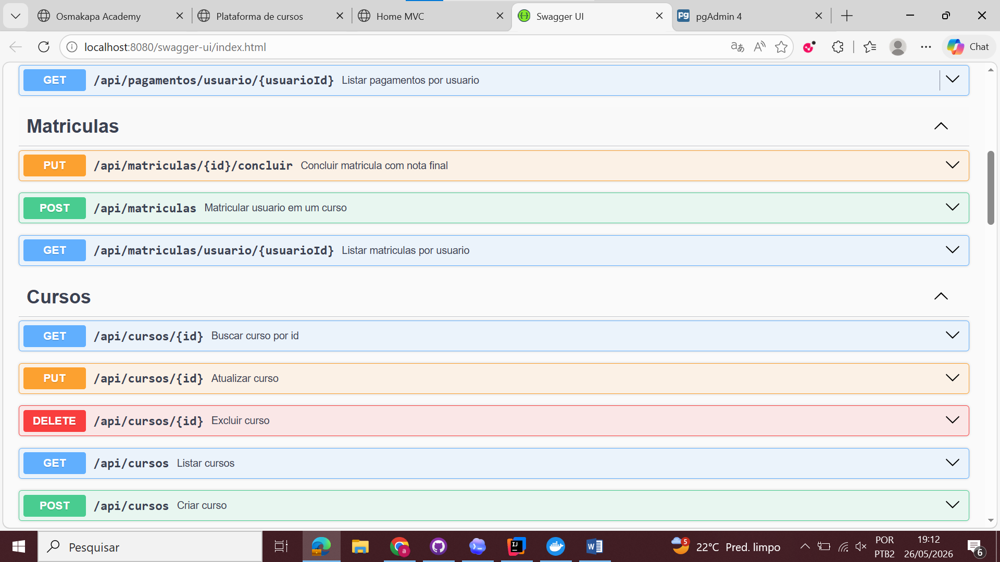 Osmakapa Academy
Plataforma de cursos
Home MVC
Swagger UI
pgAdmin 4
localhost:8080/swagger-ui/index.html
Chat
GET /api/pagamentos/usuario/{usuarioId} Listar pagamentos por usuario
Matriculas
PUT /api/matriculas/{id}/concluir Concluir matricula com nota final
POST /api/matriculas Matricular usuario em um curso
GET /api/matriculas/usuario/{usuarioId} Listar matriculas por usuario
Cursos
GET /api/cursos/{id} Buscar curso por id
PUT /api/cursos/{id} Atualizar curso
DELETE /api/cursos/{id} Excluir curso
GET /api/cursos Listar cursos
POST /api/cursos Criar curso
Pesquisar
5
22°C Pred. limpo
POR
PTB2
19:12
26/05/2026
6